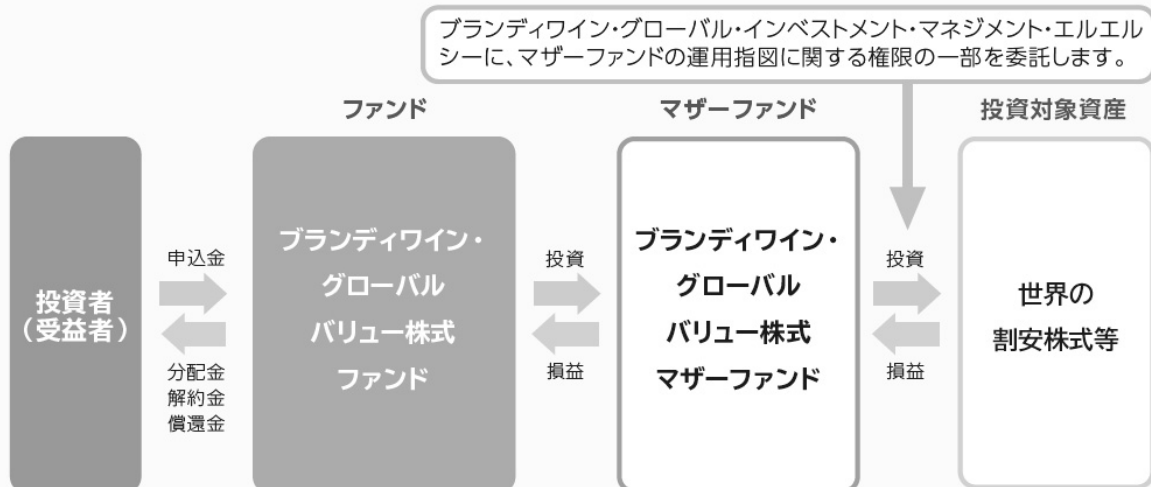 ブランディワイン・グローバル・インベストメント・マネジメント・エルエル
シーに、マザーファンドの運用指図に関する権限の一部を委託します。
ファンド
マザーファンド
投資対象資産
投資者
（受益者）
申込金
分配金
解約金
償還金
ブランディワイン・
グローバル
バリュー株式
ファンド
投資
損益
ブランディワイン・
グローバル
バリュー株式
マザーファンド
投資
損益
世界の
割安株式等